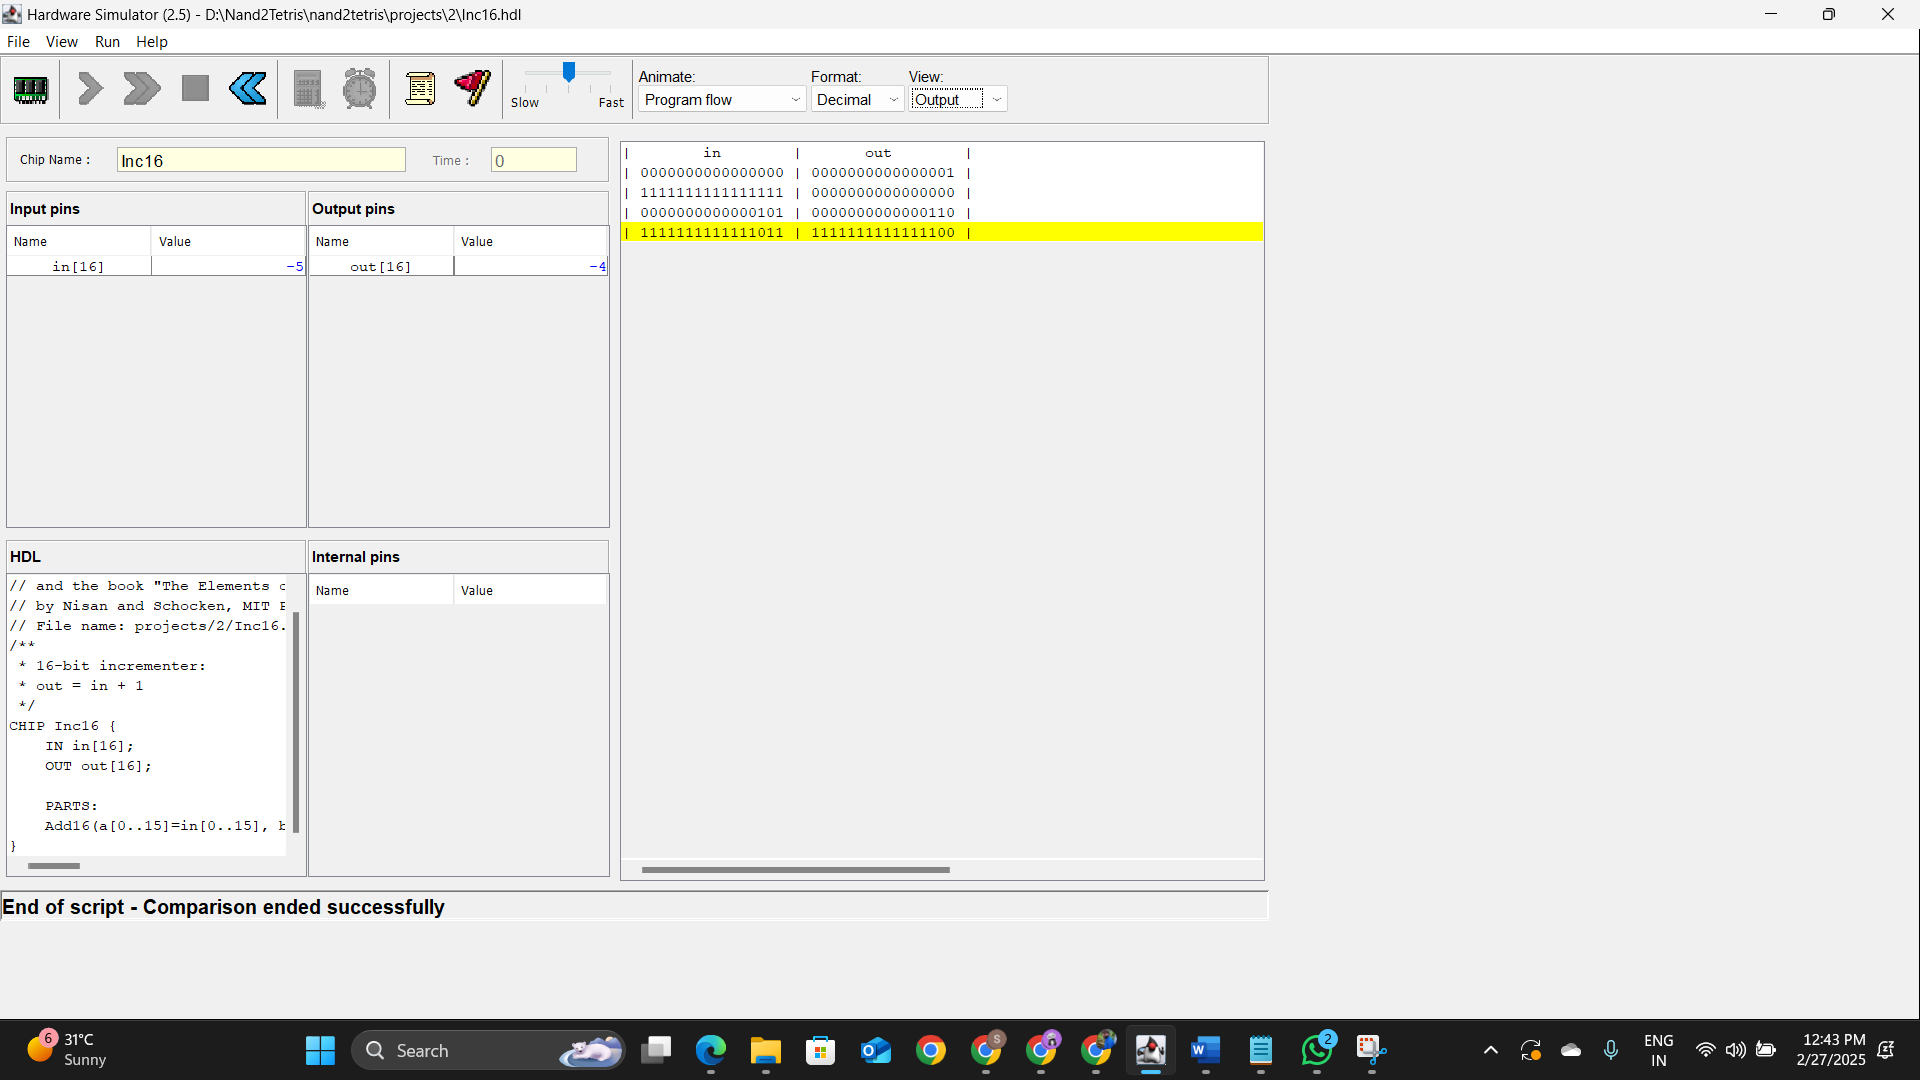 Hardware Simulator (2.5) - D:\Nand2Tetris\nand2tetris\projects\2\Inc16.hdl
File View Run Help
Slow Fast
Animate: Format: View:
Program flow Decimal Output
Chip Name : Inc16 Time : 0
Input pins
Name Value
in[16] -5
Output pins
Name Value
out[16] -4
| in | out |
| 0000000000000000 | 0000000000000001 |
| 1111111111111111 | 0000000000000000 |
| 0000000000000101 | 0000000000000110 |
| 1111111111111011 | 1111111111111100 |
HDL
// and the book "The Elements
// by Nisan and Schocken, MIT
// File name: projects/2/Inc16.
/**
* 16-bit incrementer:
* out = in + 1
*/
CHIP Inc16 {
IN in[16];
OUT out[16];
PARTS:
Add16(a[0..15]=in[0..15],
}
Internal pins
Name Value
End of script - Comparison ended successfully
6
31°C
Sunny
Search
S
2
ENG
IN
12:43 PM
2/27/2025